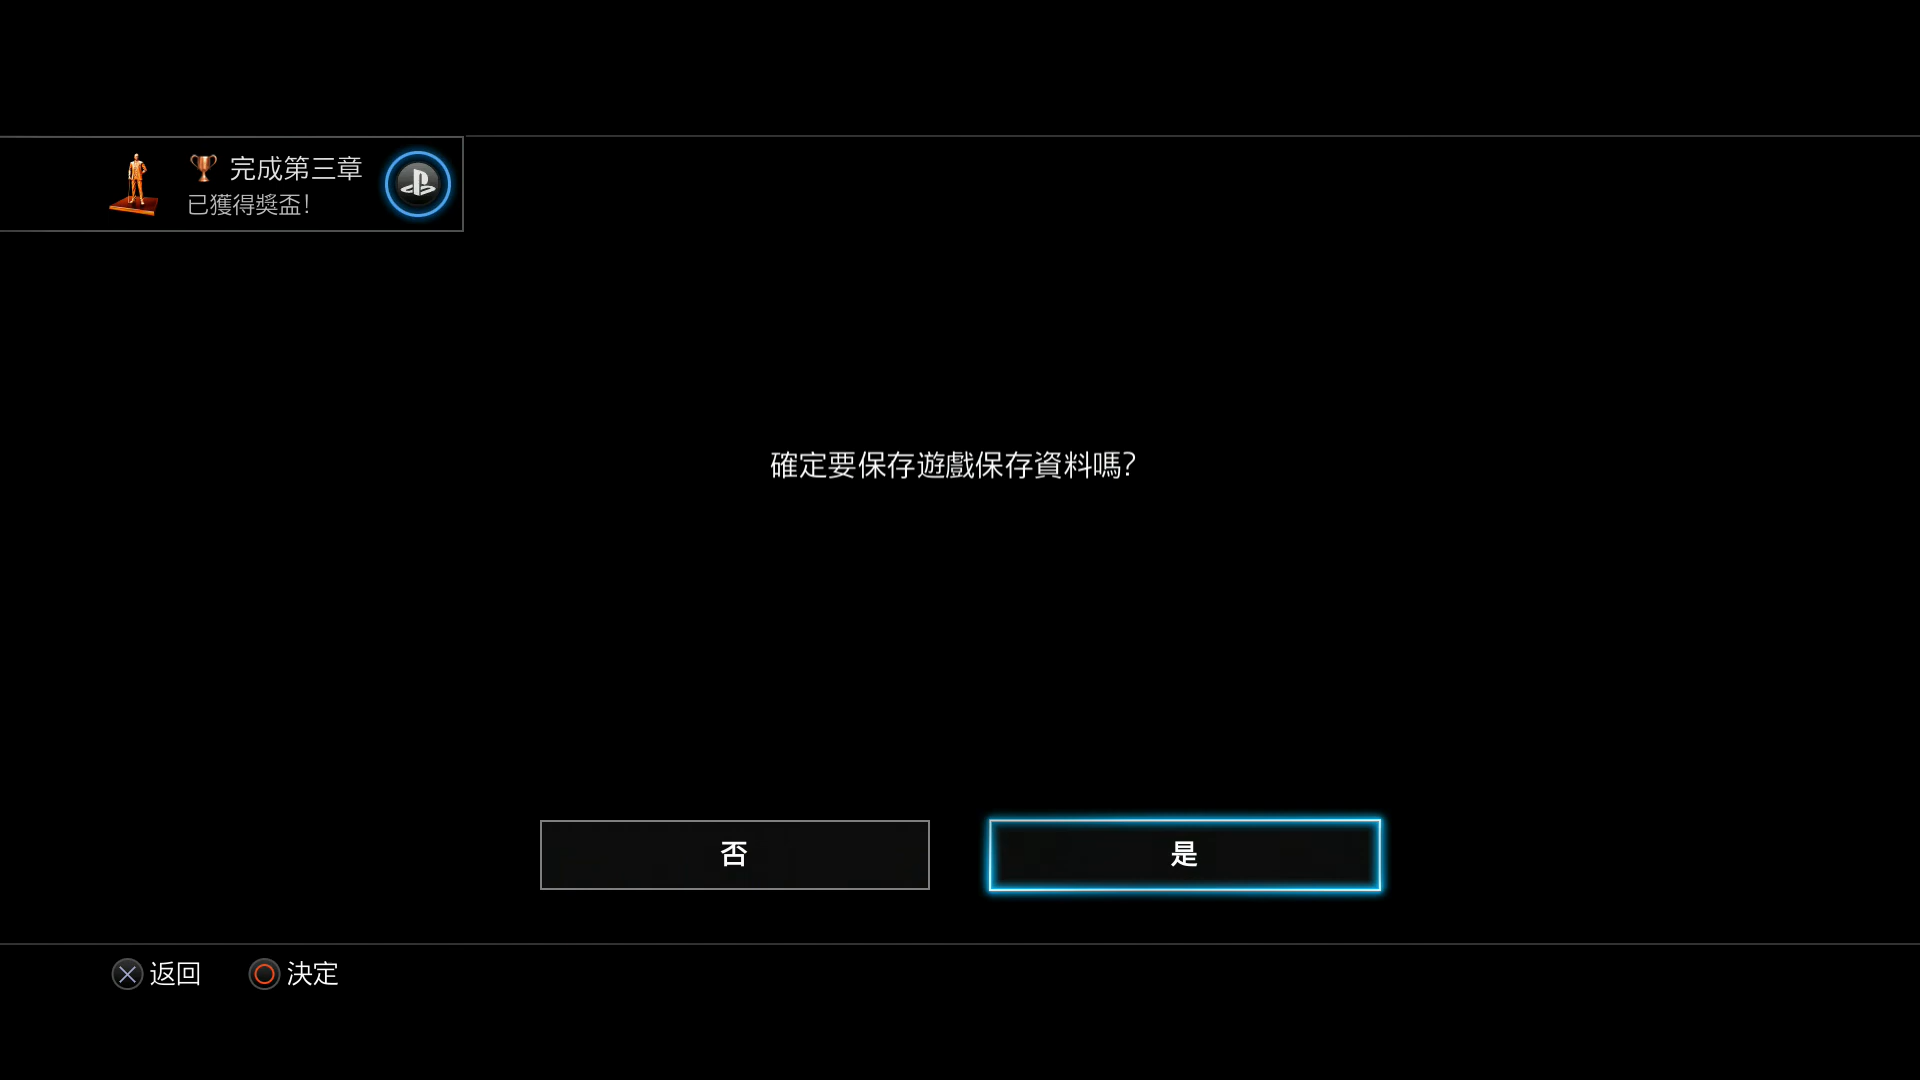 完成第三章
已獲得獎盃!
確定要保存遊戲保存資料嗎?
否
是
返回
決定